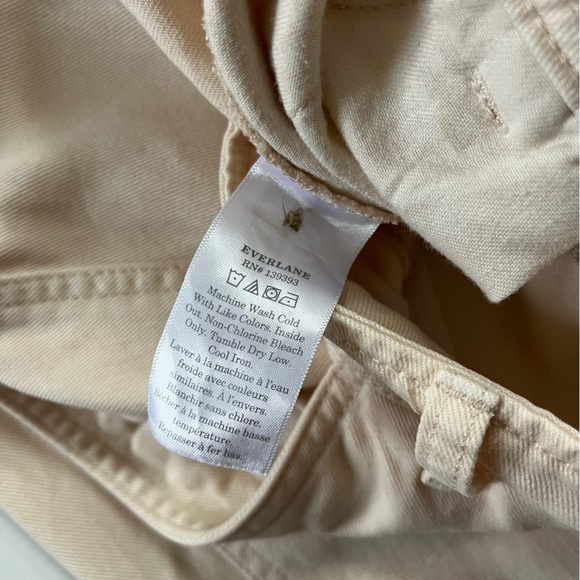 EVERLANE
RN# 139393
Machine Wash Cold
With Like Colors. Inside
Out. Non-Chlorine Bleach
Only. Tumble Dry Low.
Cool Iron.
Laver à la machine à l'eau
froide avec couleurs
similaires. À l'envers.
Blanchir sans chlore.
Sécher à la machine basse
température.
Repasser à fer bas.